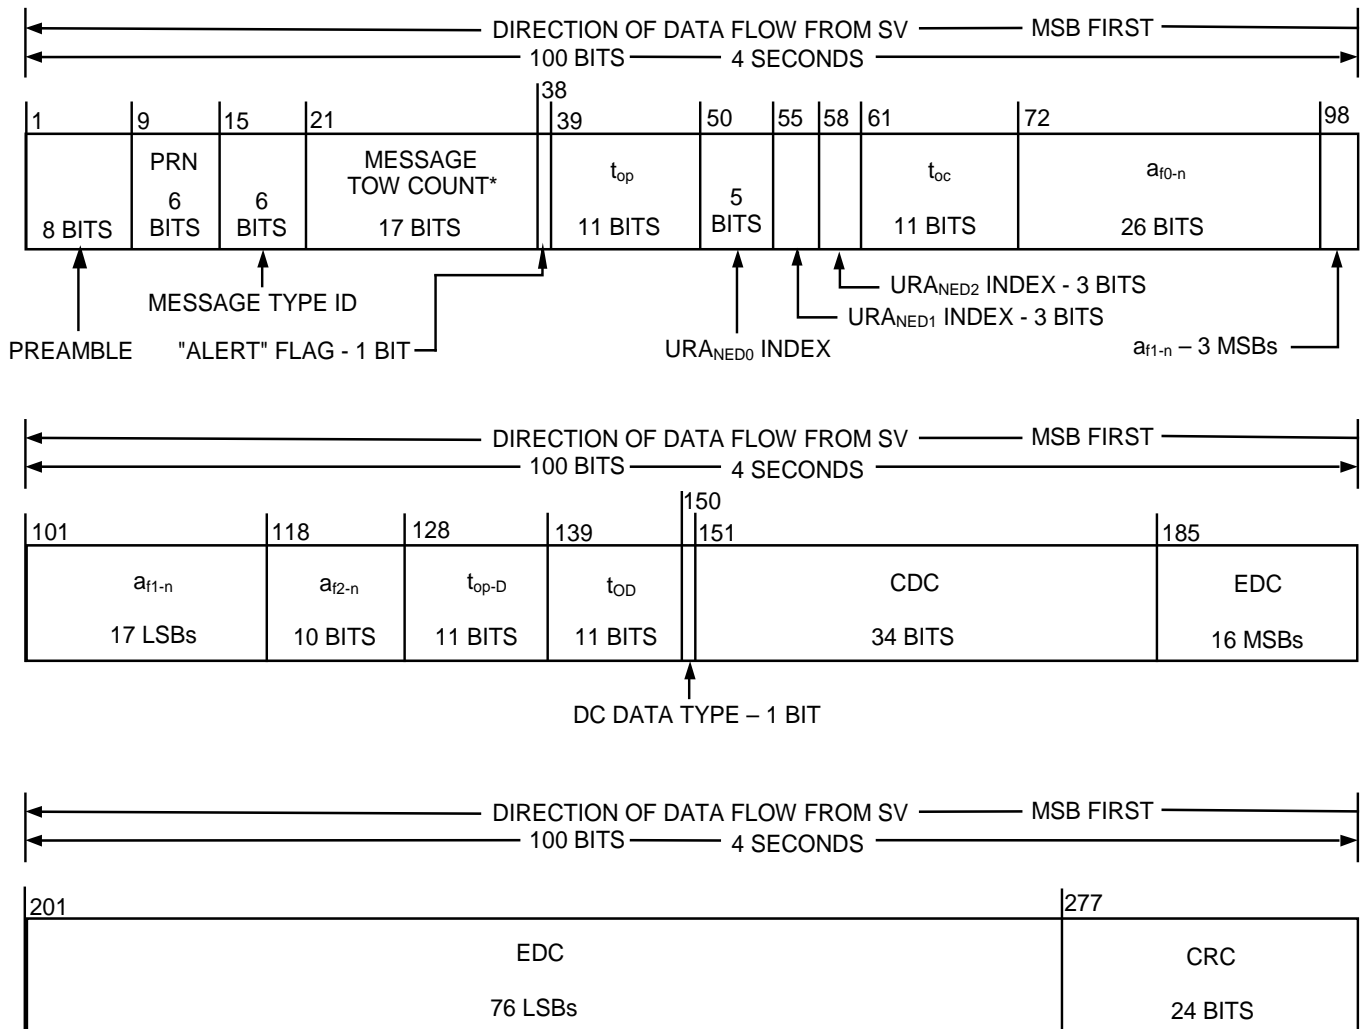 DIRECTION OF DATA FLOW FROM SV MSB FIRST
100 BITS 4 SECONDS
38
1 9 15 21 39 50 55 58 61 72 98
PRN MESSAGE
TOW COUNT*
t_op t_oc a_f0-n
8 BITS 6 BITS 6 BITS 17 BITS 11 BITS 5 BITS 11 BITS 26 BITS
URA_NED2 INDEX - 3 BITS
MESSAGE TYPE ID
URA_NED1 INDEX - 3 BITS
PREAMBLE "ALERT" FLAG - 1 BIT URA_NED0 INDEX a_f1-n – 3 MSBs
DIRECTION OF DATA FLOW FROM SV MSB FIRST
100 BITS 4 SECONDS
150
101 118 128 139 151 185
a_f1-n a_f2-n t_op-D t_OD CDC EDC
17 LSBs 10 BITS 11 BITS 11 BITS 34 BITS 16 MSBs
DC DATA TYPE – 1 BIT
DIRECTION OF DATA FLOW FROM SV MSB FIRST
100 BITS 4 SECONDS
201 277
EDC CRC
76 LSBs 24 BITS